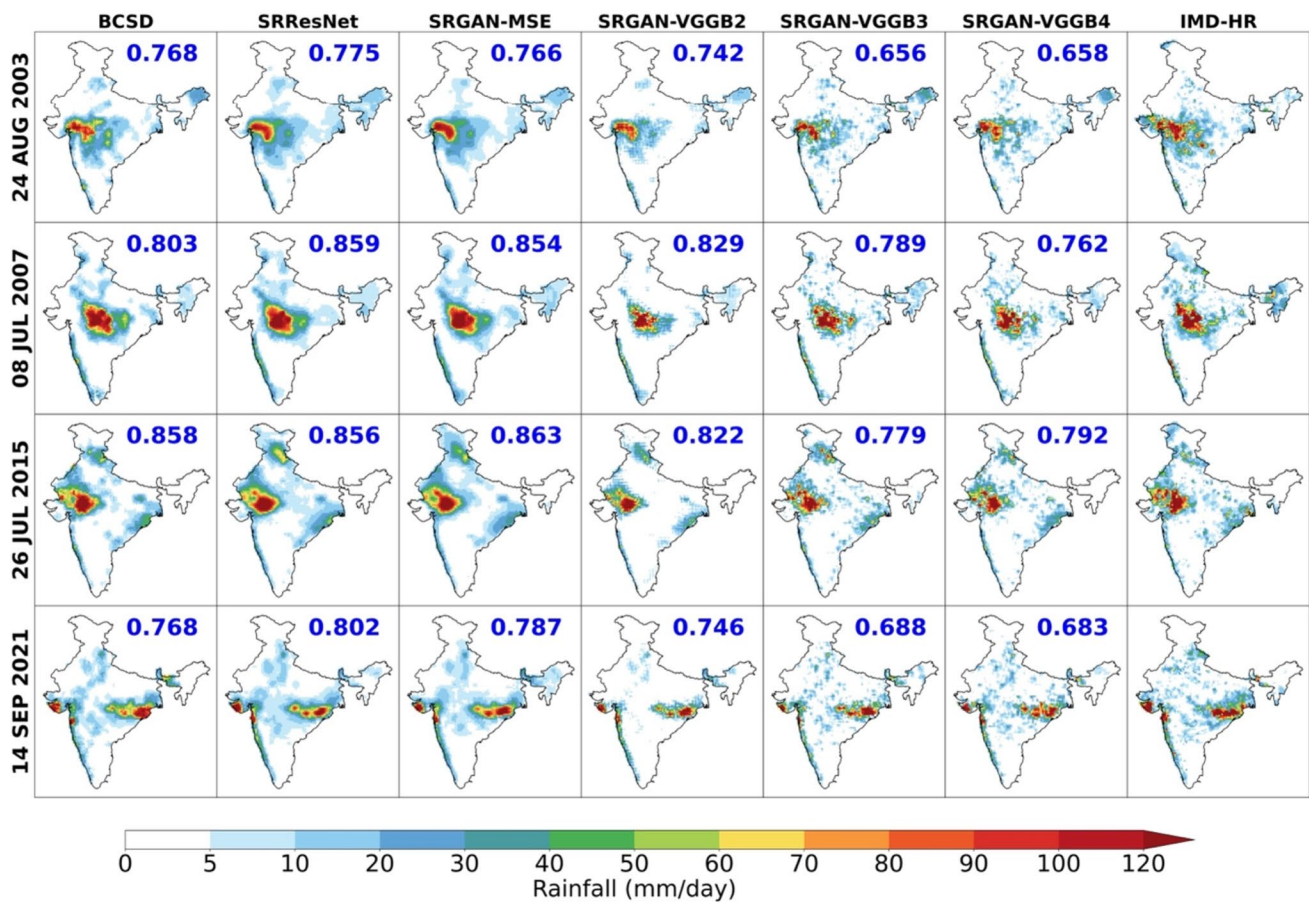 BCSD SRResNet SRGAN-MSE SRGAN-VGGB2 SRGAN-VGGB3 SRGAN-VGGB4 IMD-HR
24 AUG 2003
0.768 0.775 0.766 0.742 0.656 0.658
08 JUL 2007
0.803 0.859 0.854 0.829 0.789 0.762
26 JUL 2015
0.858 0.856 0.863 0.822 0.779 0.792
14 SEP 2021
0.768 0.802 0.787 0.746 0.688 0.683
0 5 10 20 30 40 50 60 70 80 90 100 120
Rainfall (mm/day)